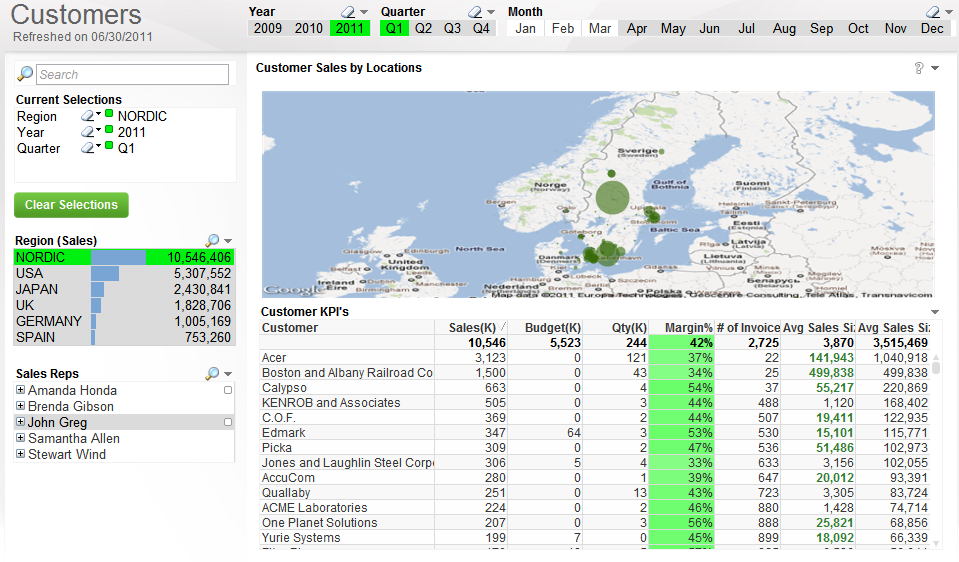 Customers
Refreshed on 06/30/2011
Year
2009 2010 2011
Quarter
Q1 Q2 Q3 Q4
Month
Jan Feb Mar Apr May Jun Jul Aug Sep Oct Nov Dec
Search
Current Selections
Region NORDIC
Year 2011
Quarter Q1
Clear Selections
Region (Sales)
NORDIC 10,546,406
USA 5,307,552
JAPAN 2,430,841
UK 1,828,706
GERMANY 1,005,169
SPAIN 753,260
Sales Reps
Amanda Honda
Brenda Gibson
John Greg
Samantha Allen
Stewart Wind
Customer Sales by Locations
?
Sverige
(Sweden)
Norge
(Norway)
Gulf of
Bothnia
Suomi
(Finland)
Bergen
Oslo
Helsinki
Sankt-Peterburg
Tallinn
Eesti
(Estonia)
Göteborg
Baltic Sea
Latvija
(Latvia)
North Sea
Glasgow
Edinburgh
United
Kingdom
Belfast
Ireland
Dublin
Birmingham
Danmark
Kiel
Gdańsk
Hamburg
Berlin
Szczecin
Nederland
Lietuva
(Lithuania)
Vilnius
Minsk
Беларусь
Polska
Moskva
Google
Map data ©2011 Europa Technologies, Geocentre Consulting, Tele Atlas, Transnavicom
Customer KPI's
Customer Sales(K) Budget(K) Qty(K) Margin% # of Invoice Avg Sales Si Avg Sales Si
10,546 5,523 244 42% 2,725 3,870 3,515,469
Acer 3,123 0 121 37% 22 141,943 1,040,918
Boston and Albany Railroad Co 1,500 0 43 34% 25 499,838 499,838
Calypso 663 0 4 54% 37 55,217 220,869
KENROB and Associates 505 0 3 44% 488 1,120 168,402
C.O.F. 369 0 2 44% 507 19,411 122,935
Edmark 347 64 3 53% 530 15,101 115,771
Picka 309 0 2 47% 536 51,486 102,973
Jones and Laughlin Steel Corp 306 5 4 33% 633 3,156 102,055
AccuCom 280 0 1 39% 647 20,012 93,391
Quallaby 251 0 13 43% 723 3,305 83,724
ACME Laboratories 224 0 2 46% 880 1,428 74,714
One Planet Solutions 207 0 3 56% 888 25,821 68,856
Yurie Systems 199 7 0 45% 899 18,092 66,339